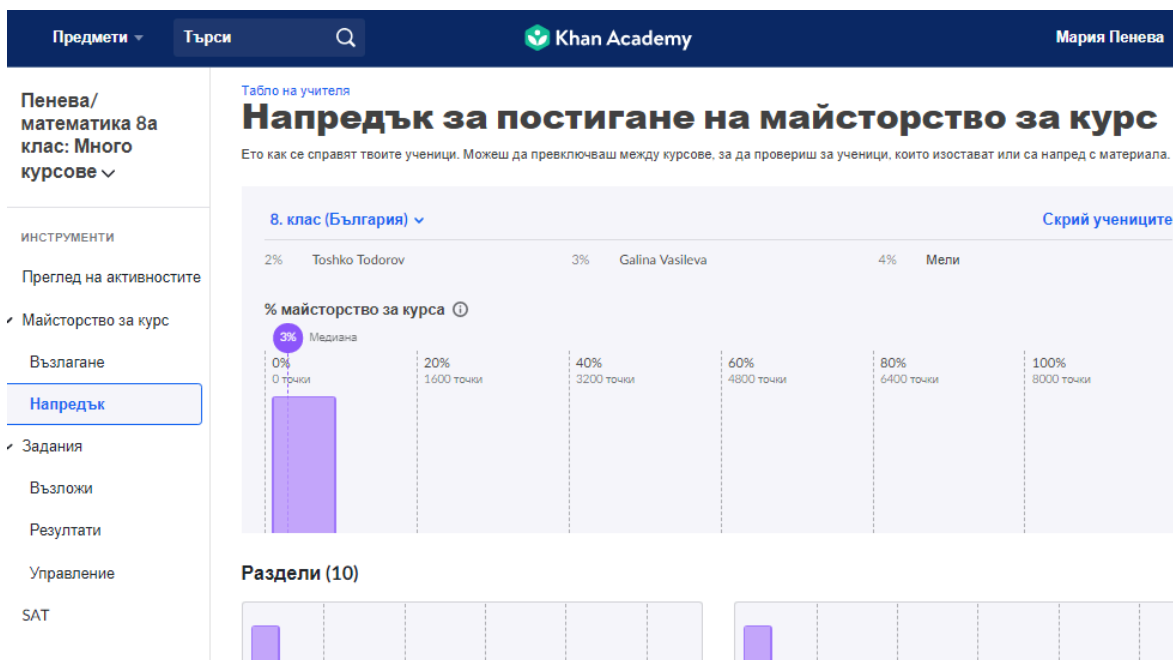 Предмети
Търси
Khan Academy
Мария Пенева
Пенева/
математика 8а
клас: Много
курсове
ИНСТРУМЕНТИ
Преглед на активностите
Майсторство за курс
Възлагане
Напредък
Задания
Възложи
Резултати
Управление
SAT
Табло на учителя
Напредък за постигане на майсторство за курс
Ето как се справят твоите ученици. Можеш да превключваш между курсове, за да провериш за ученици, които изостават или са напред с материала.
8. клас (България)
Скрий учениците
2% Toshko Todorov
3% Galina Vasileva
4% Мели
% майсторство за курса
3% Медиана
0% 20% 40% 60% 80% 100%
0 точки 1600 точки 3200 точки 4800 точки 6400 точки 8000 точки
Раздели (10)